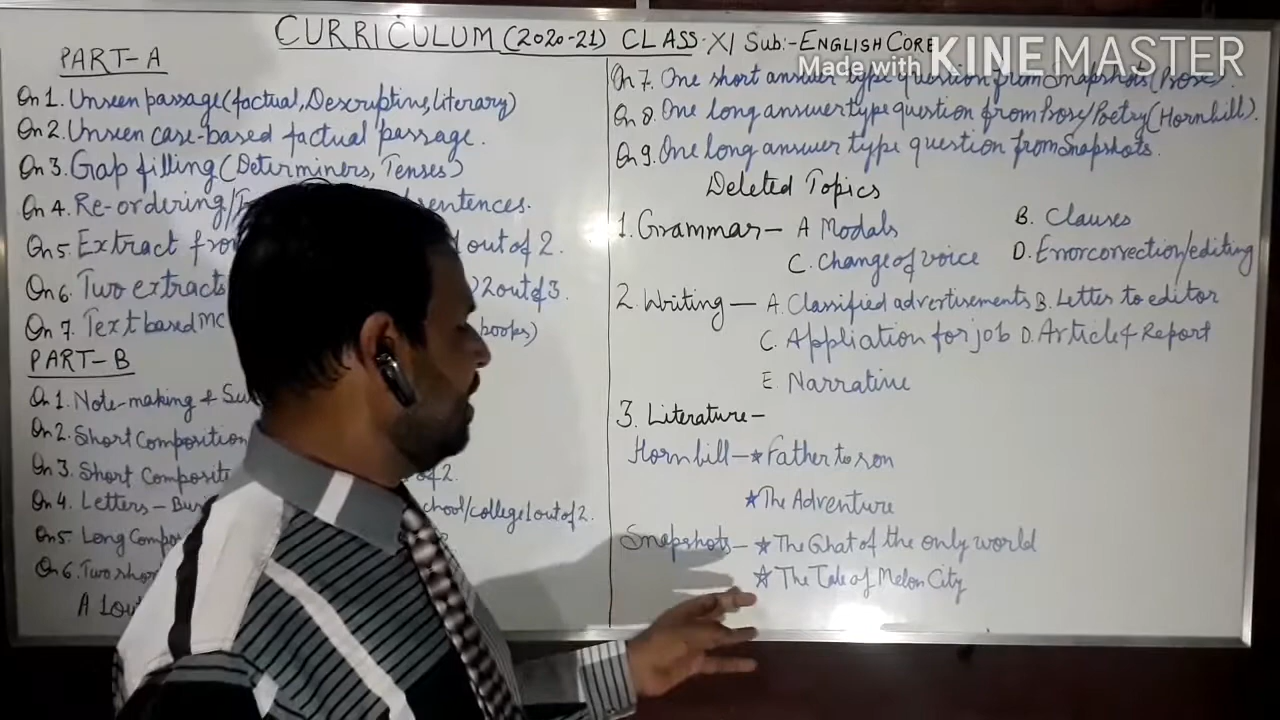 CURRICULUM (2020-21) CLASS-XI Sub:-ENGLISH CORE
Made with KINEMASTER
PART-A
Qn 1. Unseen passage (factual, Descriptive, literary)
Qn 2. Unseen case-based factual passage.
Qn 3. Gap filling (Determiners, Tenses)
Qn 4. Re-ordering/ sentences.
Qn 5. Extract 1 out of 2.
Qn 6. Two extracts 2 out of 3.
Qn 7. Text based books)
PART-B
Qn 1. Note-making &
Qn 2. Short Composition
Qn 3. Short of 2.
Qn 4. Letters - /college 1 out of 2.
Qn 5. Long
Qn 6. Two
A
Qn 7. One short answer type question from Snapshots (Prose).
Qn 8. One long answer type question from Prose/Poetry (Hornbill).
Qn 9. One long answer type question from Snapshots.
Deleted Topics
1. Grammar - A Modals B. Clauses
C. Change of voice D. Error correction/editing
2. Writing - A. Classified advertisements B. Letter to editor
C. Appliation for job D. Article & Report
E. Narrative
3. Literature -
Hornbill - ★ Father to son
★ The Adventure
Snapshots - ★ The Ghat of the only world
★ The Tale of Melon City